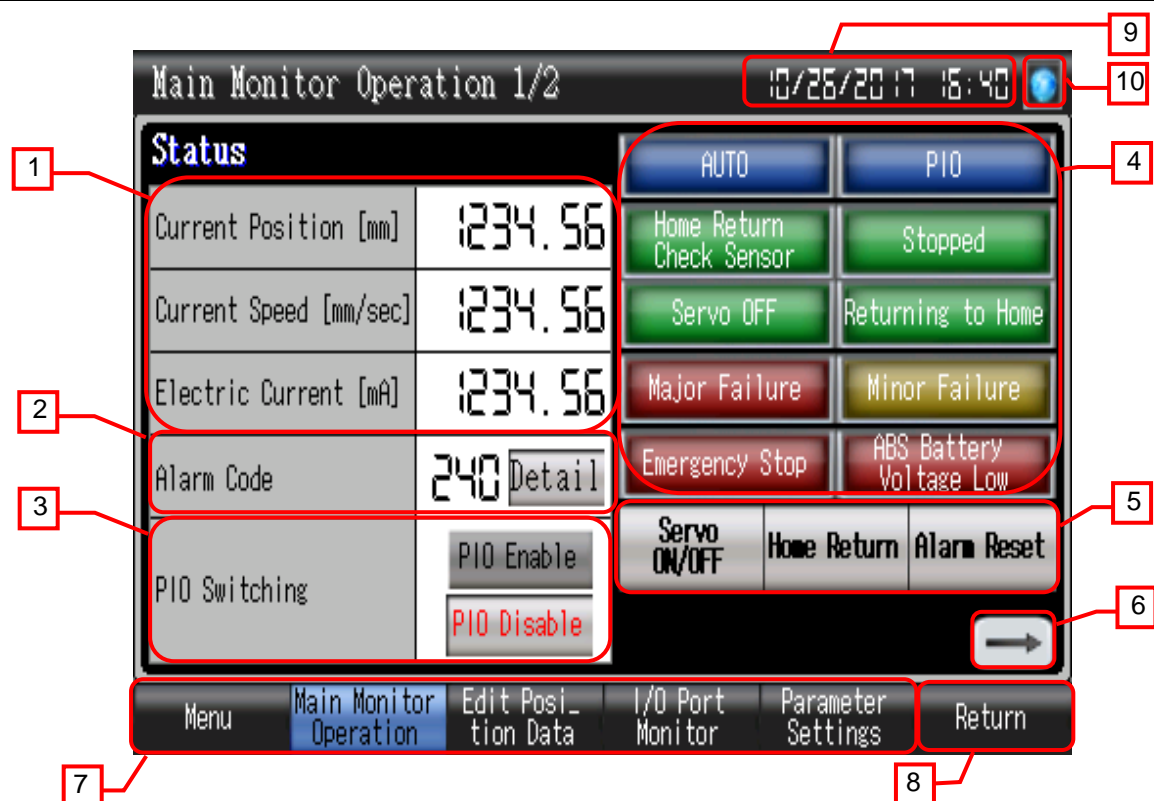 9
Main Monitor Operation 1/2
10/26/2017 16:40
10
Status
1
AUTO
PIO
4
Current Position [mm]
1234.56
Home Return
Check Sensor
Stopped
Current Speed [mm/sec]
1234.56
Servo OFF
Returning to Home
Electric Current [mA]
1234.56
Major Failure
Minor Failure
2
Alarm Code
240
Detail
Emergency Stop
ABS Battery
Voltage Low
3
PIO Switching
PIO Enable
PIO Disable
Servo
ON/OFF
Home Return
Alarm Reset
5
6
Menu
Main Monitor
Operation
Edit Posi_
tion Data
I/O Port
Monitor
Parameter
Settings
Return
7
8